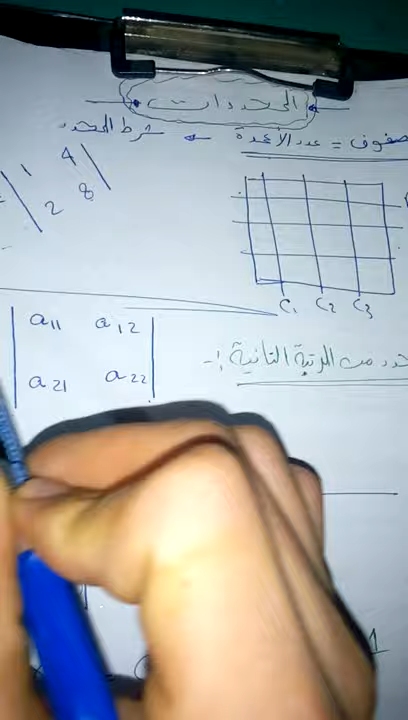 المحددات
صفوف = عدد الأعمدة ← شرط المحدد
1 4
2 8
C1 C2 C3
a11 a12
a21 a22
من الرتبة الثانية :-
1